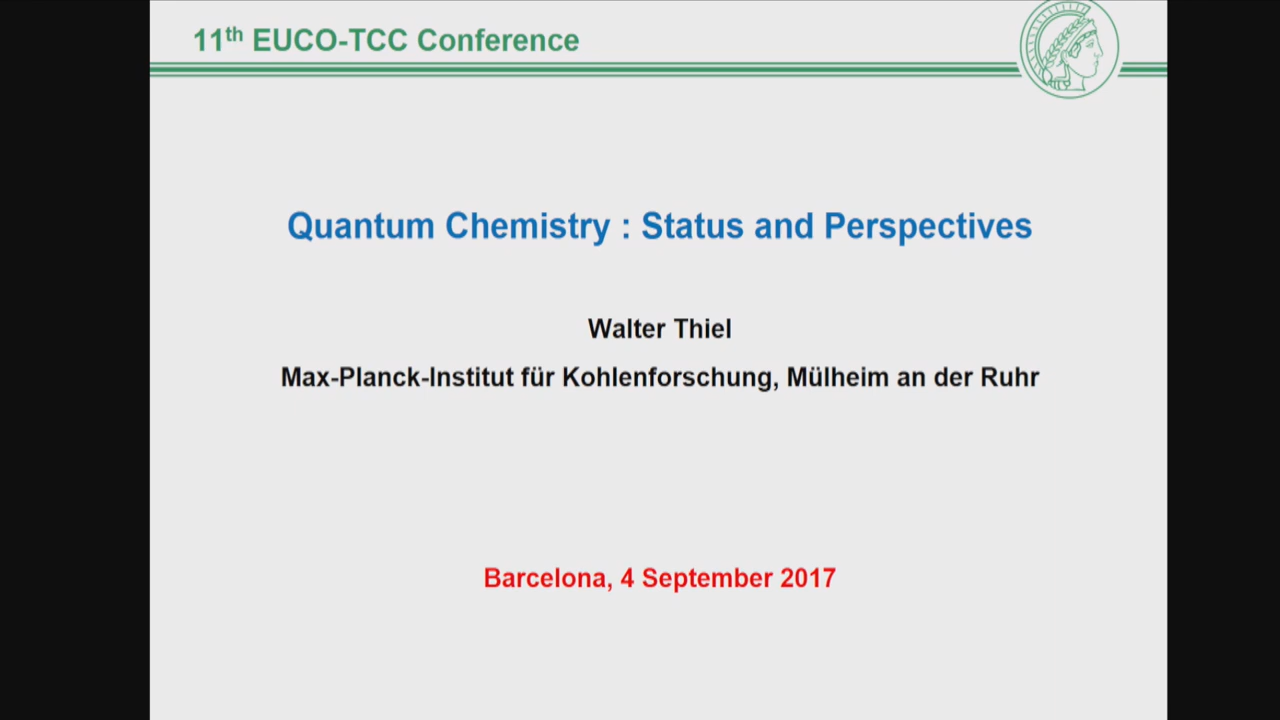 11th EUCO-TCC Conference
Quantum Chemistry : Status and Perspectives
Walter Thiel
Max-Planck-Institut für Kohlenforschung, Mülheim an der Ruhr
Barcelona, 4 September 2017